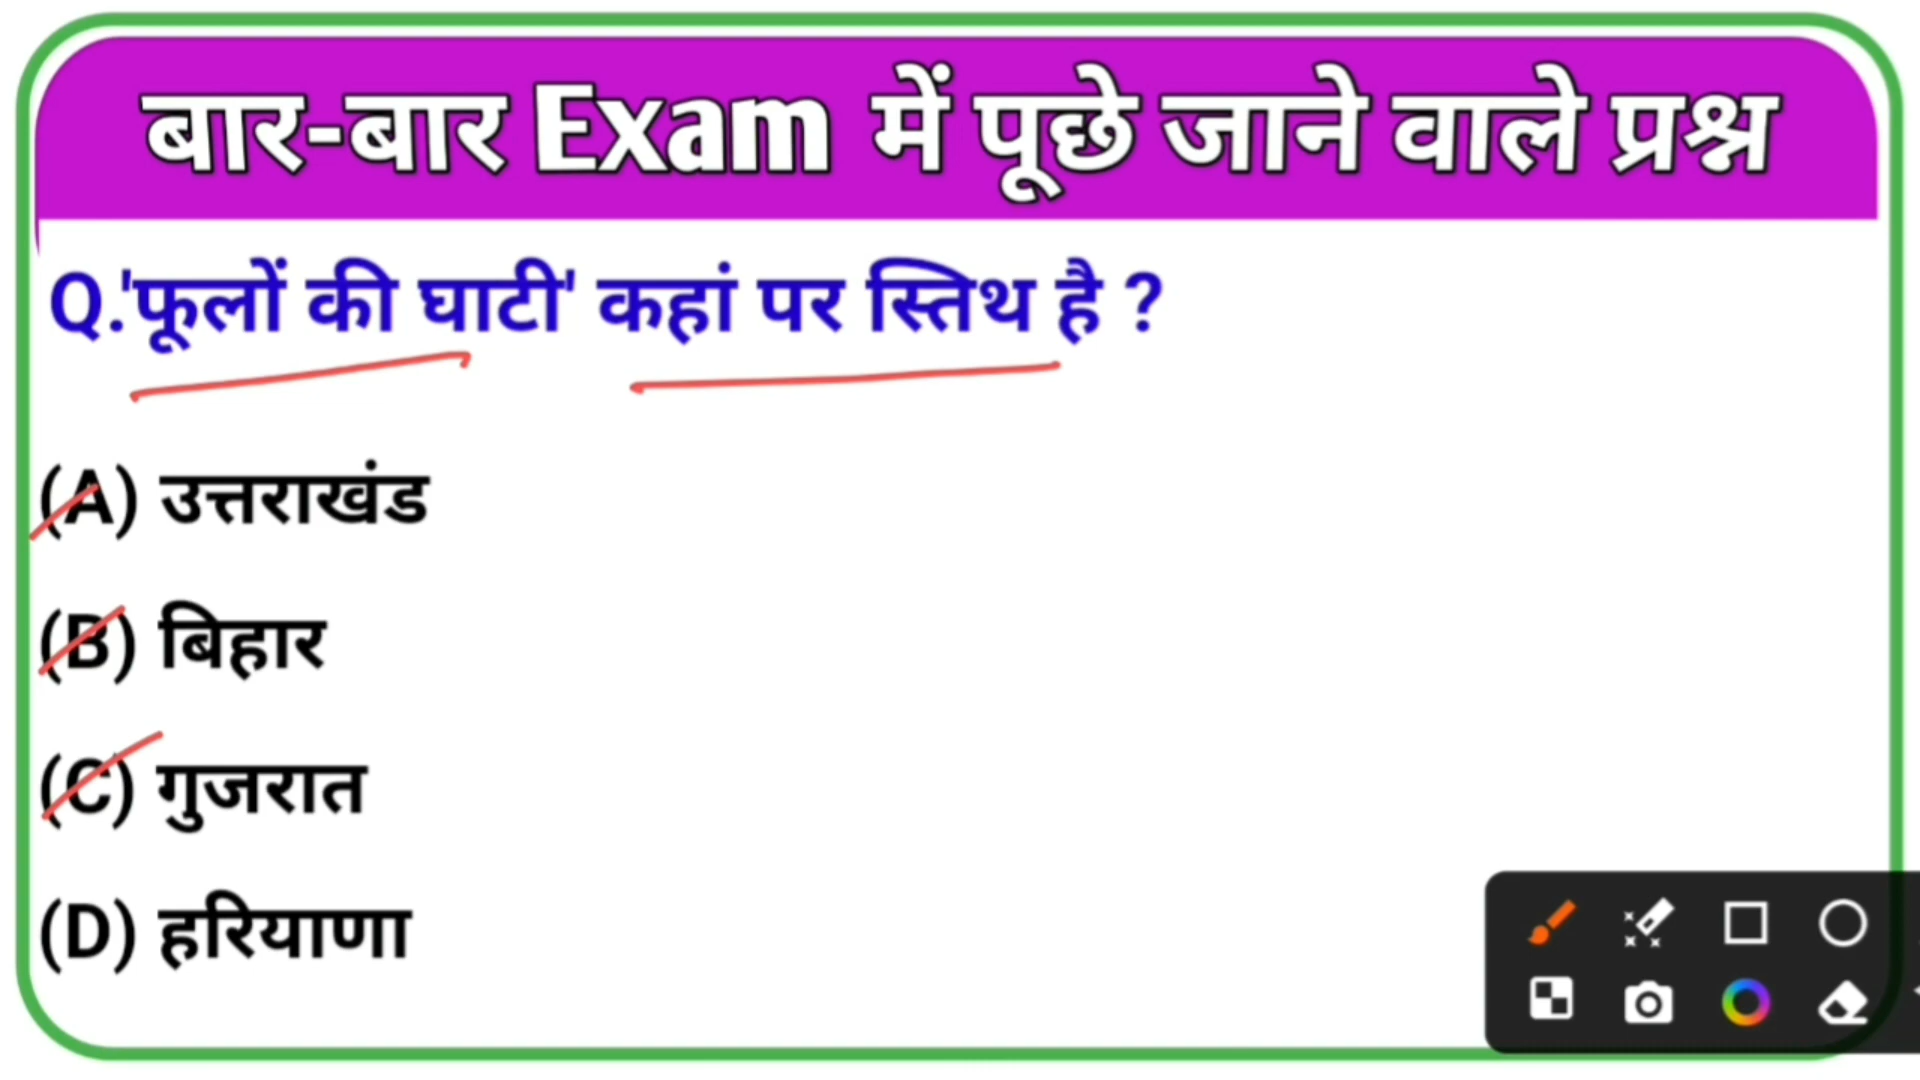 बार-बार Exam में पूछे जाने वाले प्रश्न
Q.'फूलों की घाटी' कहां पर स्तिथ है ?
(A) उत्तराखंड
(B) बिहार
(C) गुजरात
(D) हरियाणा